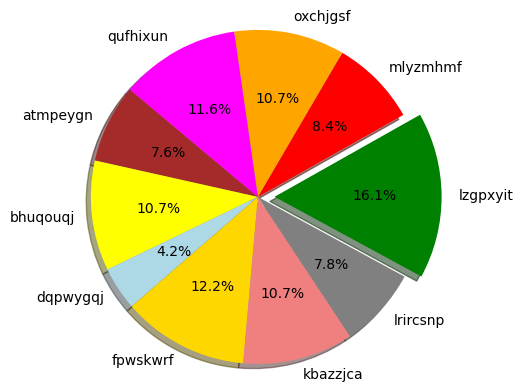 oxchjgsf
qufhixun
mlyzmhmf
10.7%
11.6%
8.4%
atmpeygn
7.6%
16.1%
lzgpxyit
10.7%
bhuqouqj
4.2%
7.8%
dqpwygqj
12.2%
10.7%
lrircsnp
fpwskwrf
kbazzjca